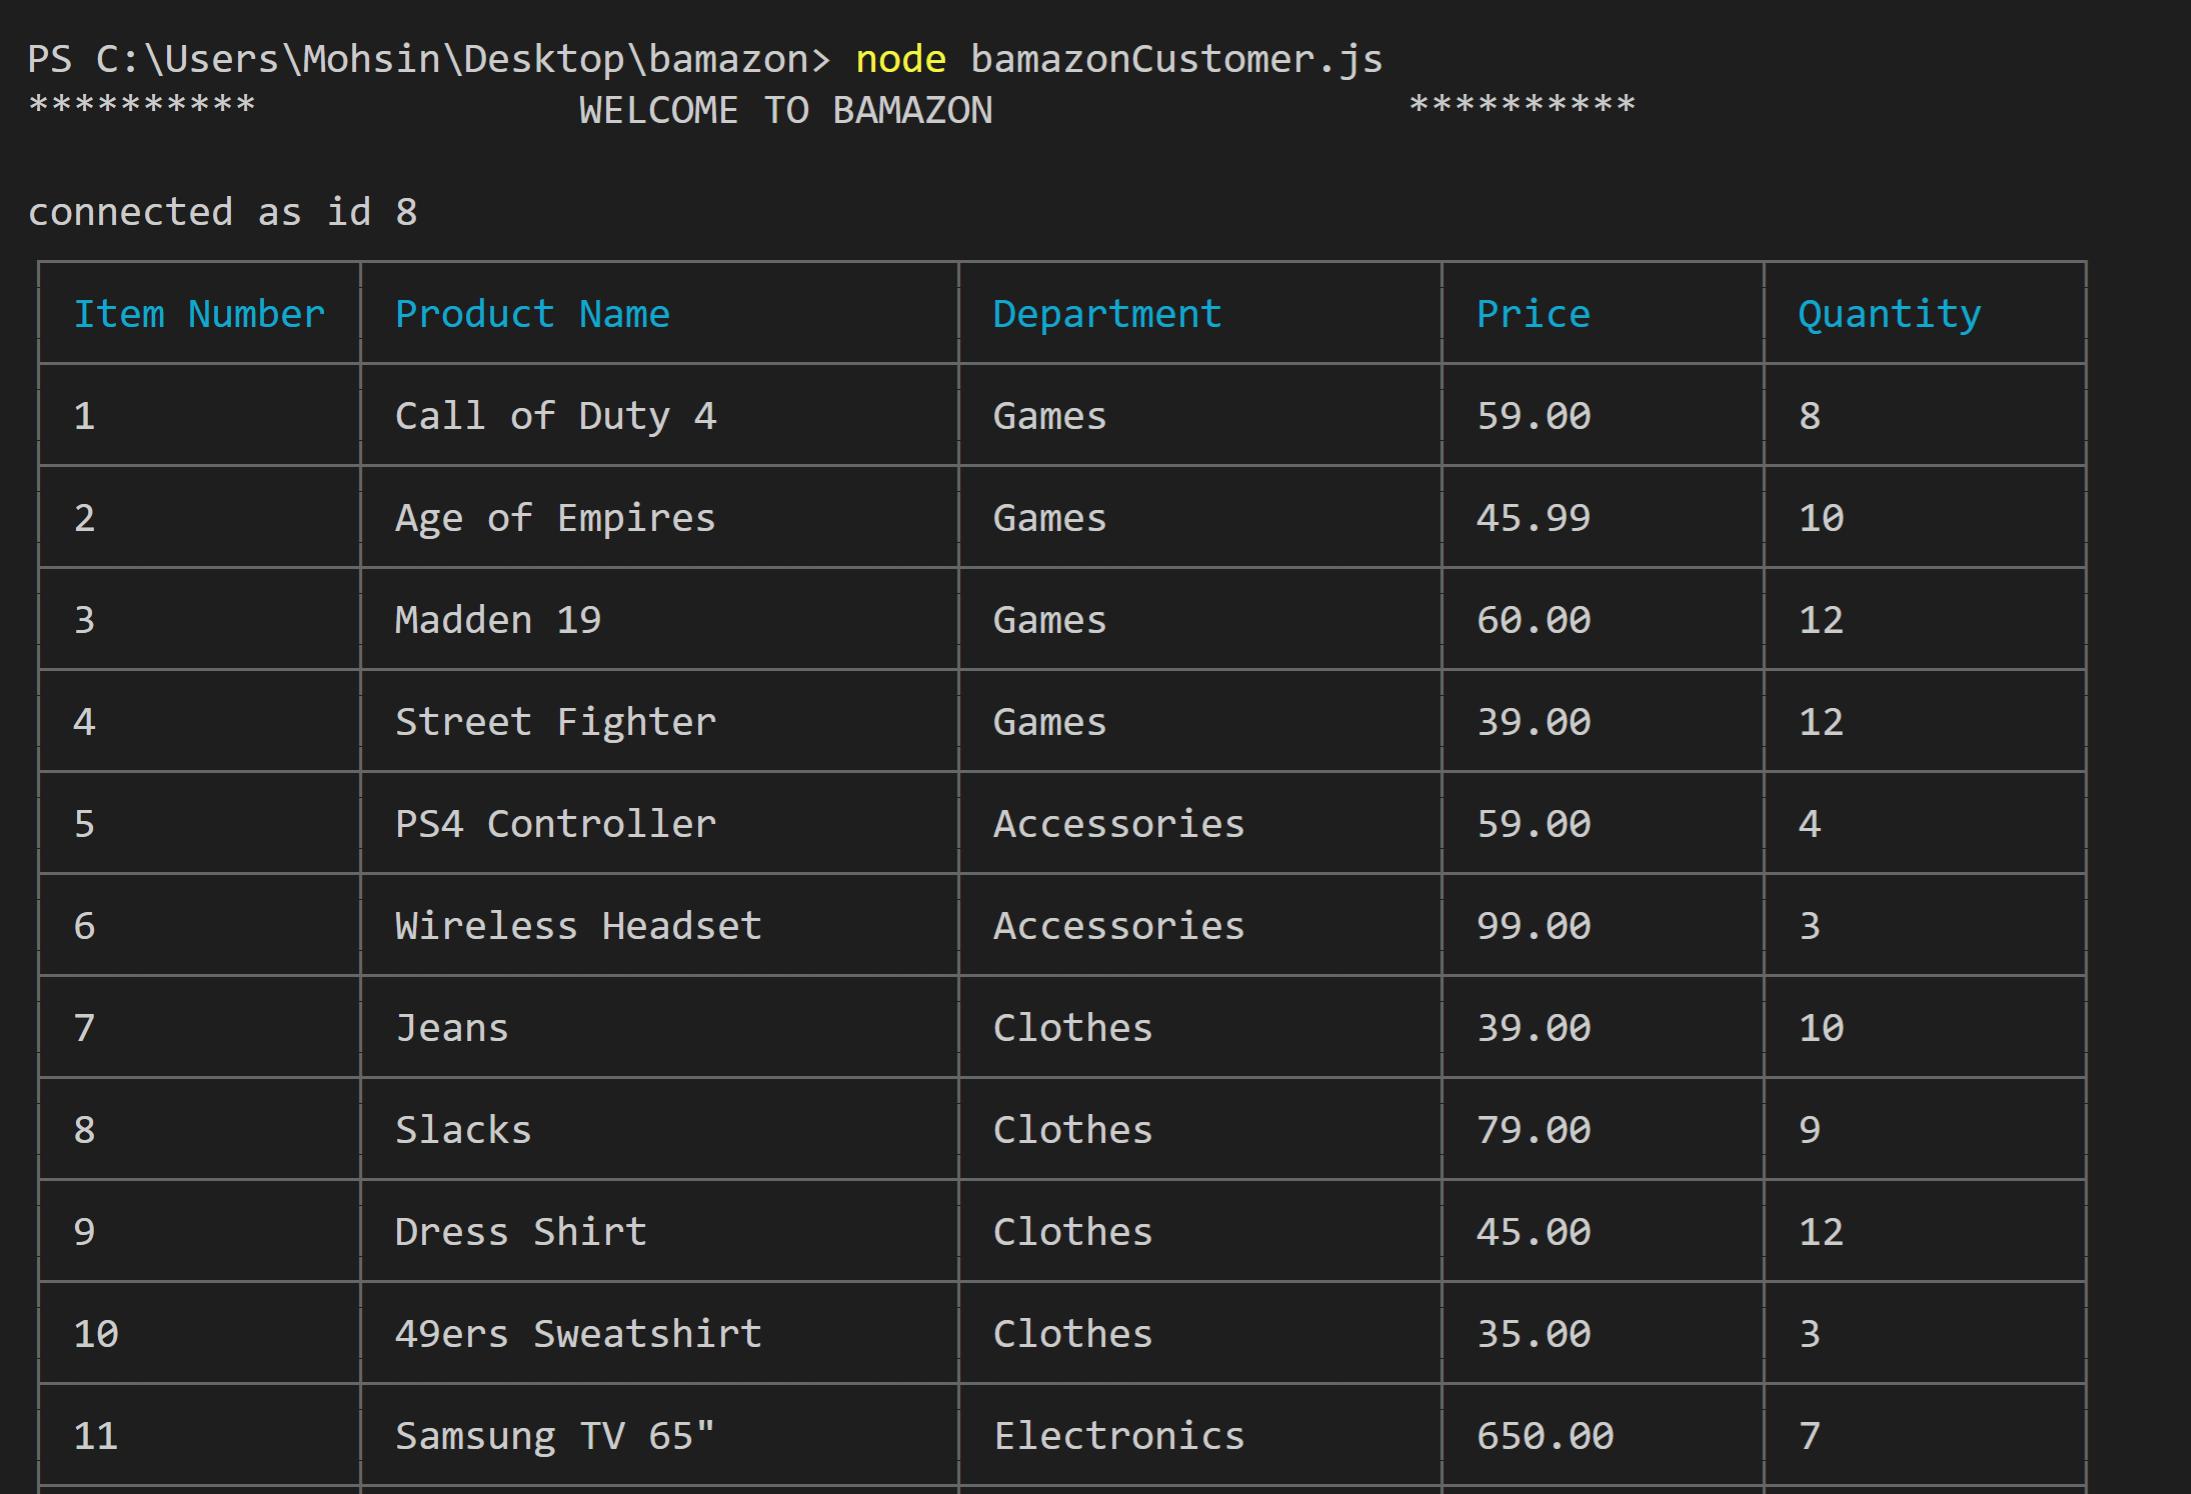 PS C:\Users\Mohsin\Desktop\bamazon> node bamazonCustomer.js
********** WELCOME TO BAMAZON **********
connected as id 8
Item Number Product Name Department Price Quantity
1 Call of Duty 4 Games 59.00 8
2 Age of Empires Games 45.99 10
3 Madden 19 Games 60.00 12
4 Street Fighter Games 39.00 12
5 PS4 Controller Accessories 59.00 4
6 Wireless Headset Accessories 99.00 3
7 Jeans Clothes 39.00 10
8 Slacks Clothes 79.00 9
9 Dress Shirt Clothes 45.00 12
10 49ers Sweatshirt Clothes 35.00 3
11 Samsung TV 65" Electronics 650.00 7